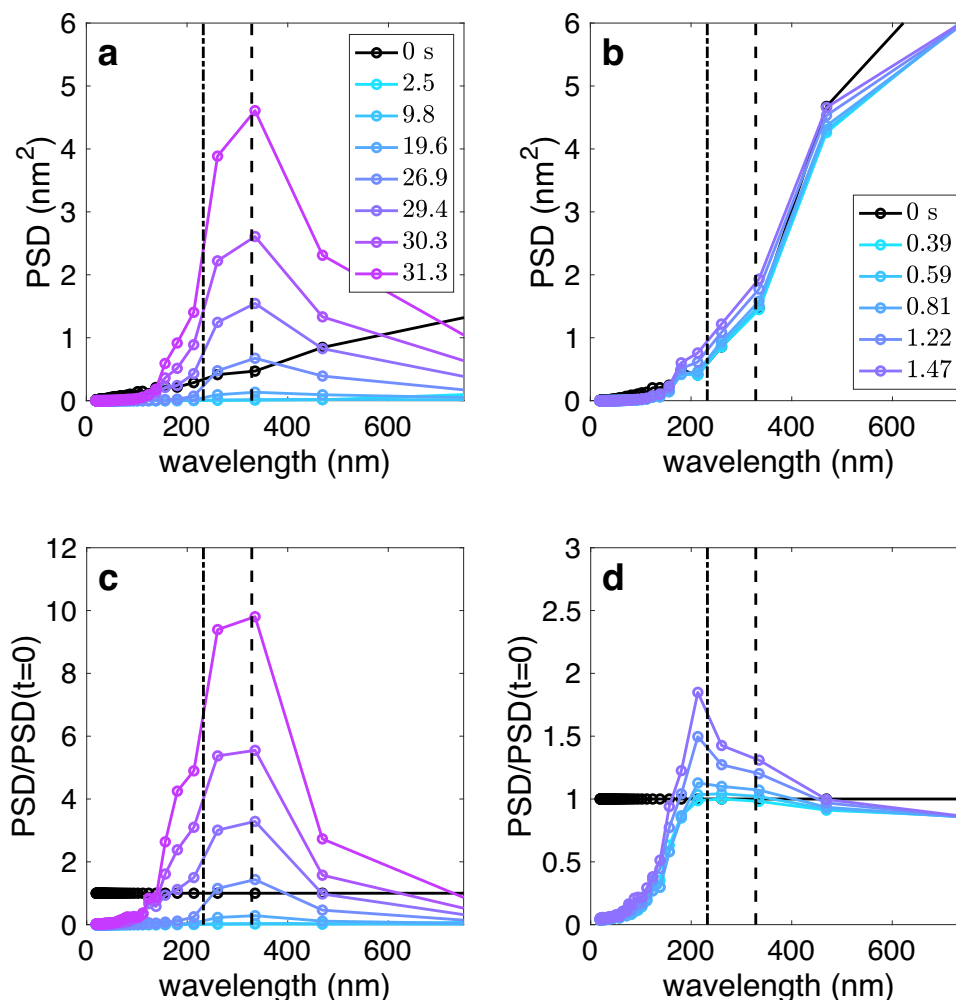 a
6
5
4
3
2
1
0
PSD (nm²)
0 200 400 600
wavelength (nm)
0 s
2.5
9.8
19.6
26.9
29.4
30.3
31.3
b
6
5
4
3
2
1
0
PSD (nm²)
0 200 400 600
wavelength (nm)
0 s
0.39
0.59
0.81
1.22
1.47
c
12
10
8
6
4
2
0
PSD/PSD(t=0)
0 200 400 600
wavelength (nm)
d
3
2.5
2
1.5
1
0.5
0
PSD/PSD(t=0)
0 200 400 600
wavelength (nm)